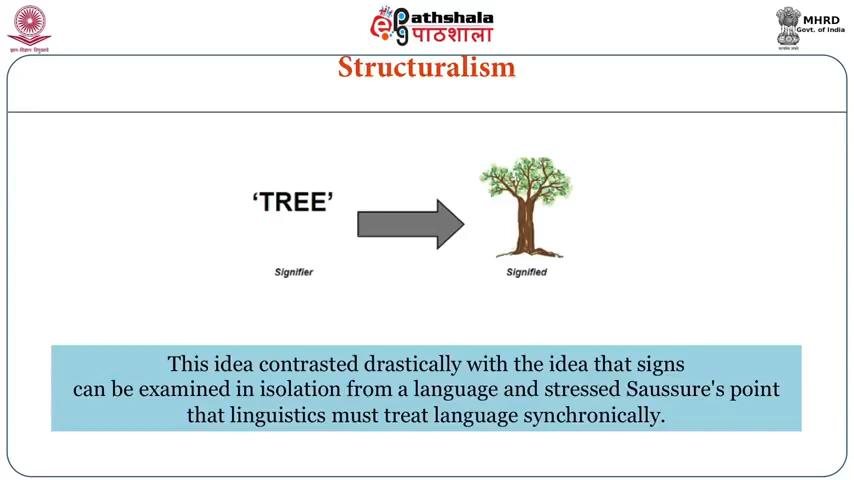 ePathshala
पाठशाला
MHRD
Govt. of India
Structuralism
‘TREE’
Signifier
Signified
This idea contrasted drastically with the idea that signs
can be examined in isolation from a language and stressed Saussure's point
that linguistics must treat language synchronically.